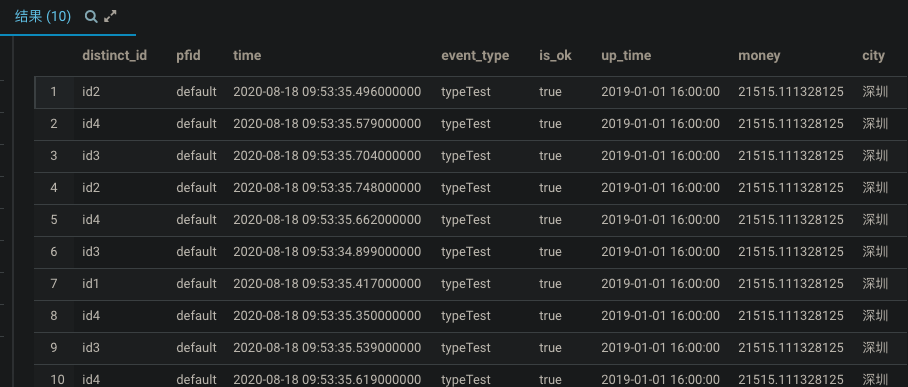 结果 (10)
distinct_id pfid time event_type is_ok up_time money city
1 id2 default 2020-08-18 09:53:35.496000000 typeTest true 2019-01-01 16:00:00 21515.111328125 深圳
2 id4 default 2020-08-18 09:53:35.579000000 typeTest true 2019-01-01 16:00:00 21515.111328125 深圳
3 id3 default 2020-08-18 09:53:35.704000000 typeTest true 2019-01-01 16:00:00 21515.111328125 深圳
4 id2 default 2020-08-18 09:53:35.748000000 typeTest true 2019-01-01 16:00:00 21515.111328125 深圳
5 id4 default 2020-08-18 09:53:35.662000000 typeTest true 2019-01-01 16:00:00 21515.111328125 深圳
6 id3 default 2020-08-18 09:53:34.899000000 typeTest true 2019-01-01 16:00:00 21515.111328125 深圳
7 id1 default 2020-08-18 09:53:35.417000000 typeTest true 2019-01-01 16:00:00 21515.111328125 深圳
8 id4 default 2020-08-18 09:53:35.350000000 typeTest true 2019-01-01 16:00:00 21515.111328125 深圳
9 id3 default 2020-08-18 09:53:35.539000000 typeTest true 2019-01-01 16:00:00 21515.111328125 深圳
10 id4 default 2020-08-18 09:53:35.619000000 typeTest true 2019-01-01 16:00:00 21515.111328125 深圳